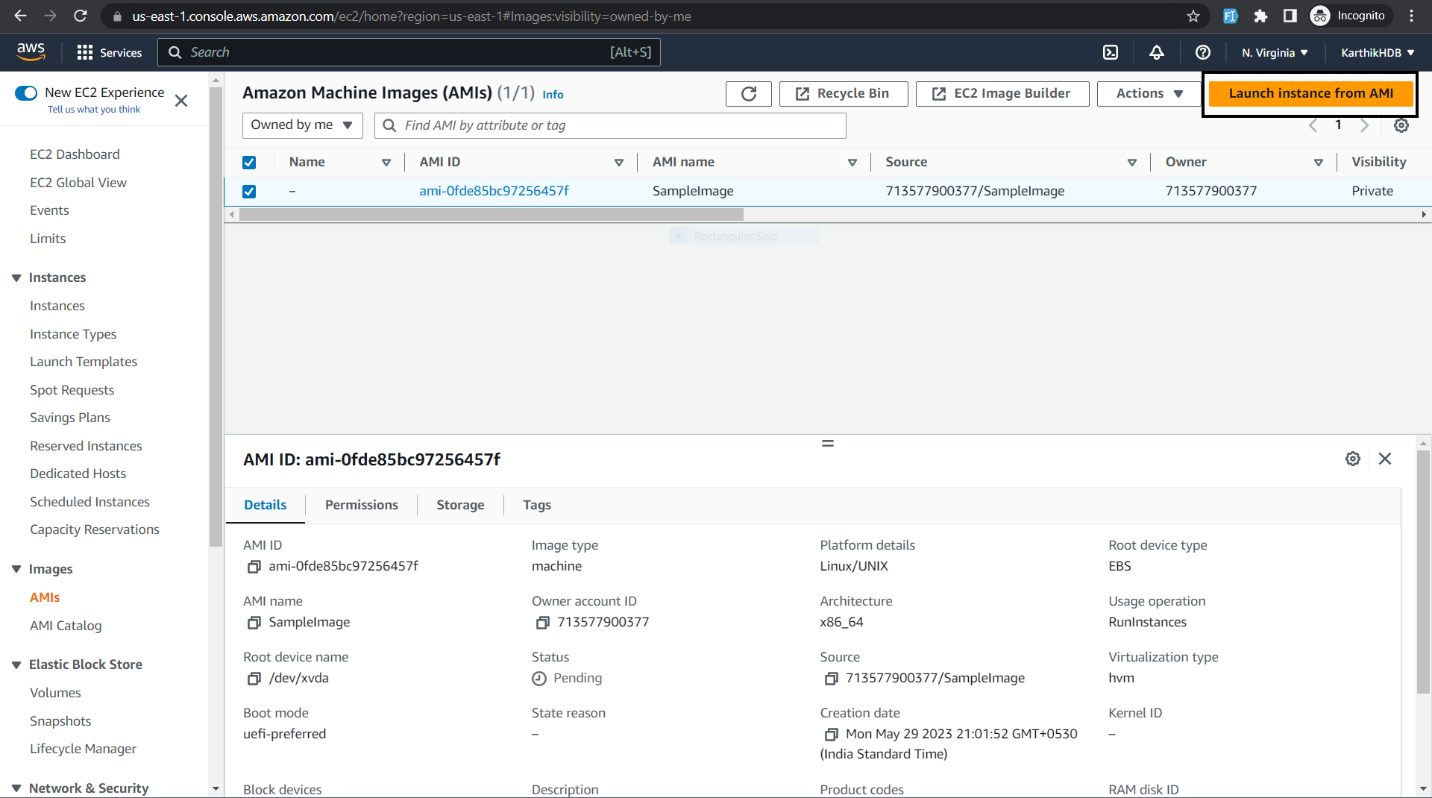 us-east-1.console.aws.amazon.com/ec2/home?region=us-east-1#Images:visibility=owned-by-me
Incognito
aws
Services
Search
[Alt+S]
N. Virginia
KarthikHDB
New EC2 Experience
Tell us what you think
EC2 Dashboard
EC2 Global View
Events
Limits
Instances
Instances
Instance Types
Launch Templates
Spot Requests
Savings Plans
Reserved Instances
Dedicated Hosts
Scheduled Instances
Capacity Reservations
Images
AMIs
AMI Catalog
Elastic Block Store
Volumes
Snapshots
Lifecycle Manager
Network & Security
Amazon Machine Images (AMIs) (1/1) Info
Recycle Bin
EC2 Image Builder
Actions
Launch instance from AMI
Owned by me
Find AMI by attribute or tag
1
Name AMI ID AMI name Source Owner Visibility
– ami-0fde85bc97256457f SampleImage 713577900377/SampleImage 713577900377 Private
Rectangular Snip
AMI ID: ami-0fde85bc97256457f
Details Permissions Storage Tags
AMI ID Image type Platform details Root device type
ami-0fde85bc97256457f machine Linux/UNIX EBS
AMI name Owner account ID Architecture Usage operation
SampleImage 713577900377 x86_64 RunInstances
Root device name Status Source Virtualization type
/dev/xvda Pending 713577900377/SampleImage hvm
Boot mode State reason Creation date Kernel ID
uefi-preferred – Mon May 29 2023 21:01:52 GMT+0530 –
(India Standard Time)
Block devices Description Product codes RAM disk ID